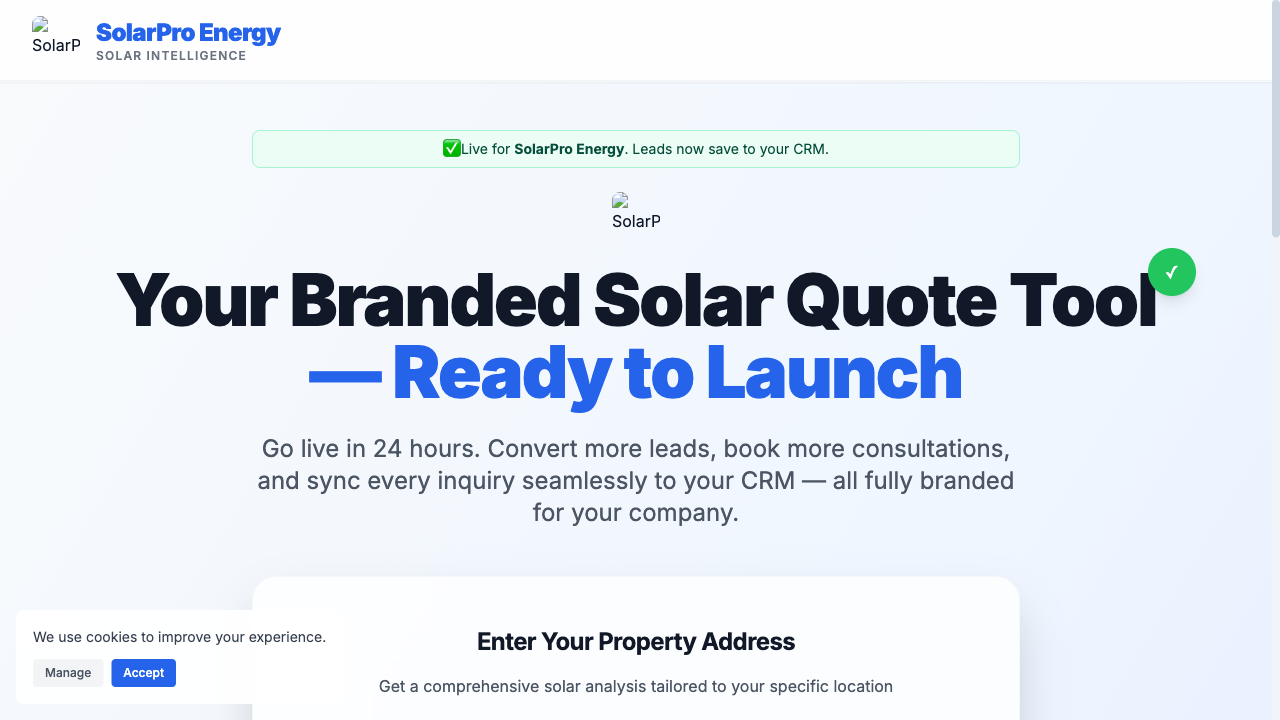 SolarP
SolarPro Energy
SOLAR INTELLIGENCE
✅Live for SolarPro Energy. Leads now save to your CRM.
SolarP
Your Branded Solar Quote Tool
— Ready to Launch
✓
Go live in 24 hours. Convert more leads, book more consultations,
and sync every inquiry seamlessly to your CRM — all fully branded
for your company.
Enter Your Property Address
Get a comprehensive solar analysis tailored to your specific location
We use cookies to improve your experience.
Manage Accept